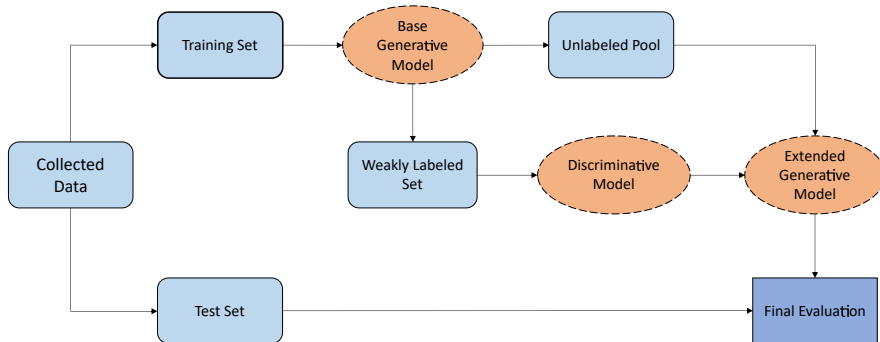 Training Set
Base
Generative
Model
Unlabeled Pool
Collected
Data
Weakly Labeled
Set
Discriminative
Model
Extended
Generative
Model
Test Set
Final Evaluation